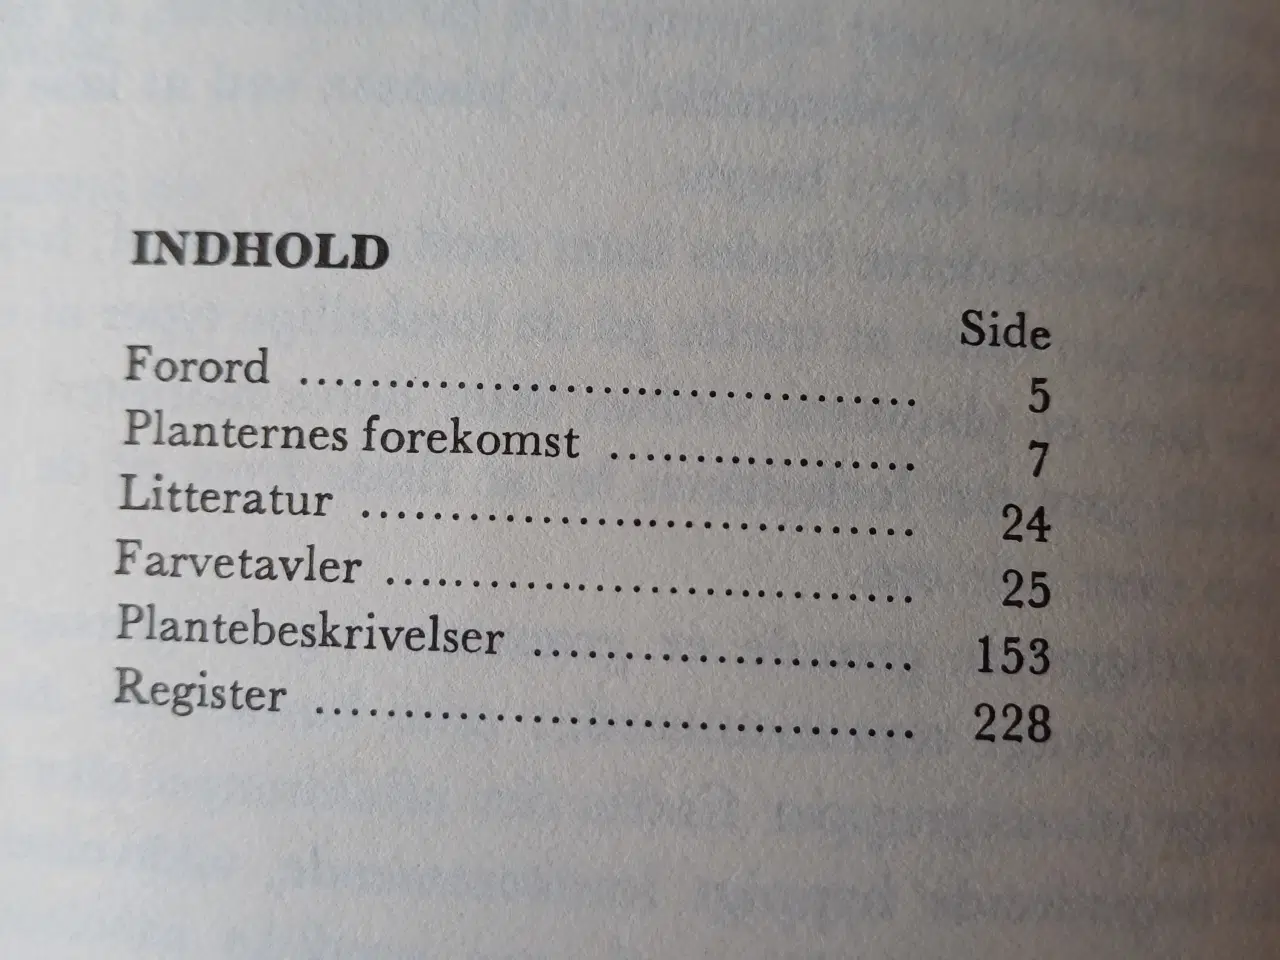 INDHOLD
Side
Forord .................................... 5
Planternes forekomst .................. 7
Litteratur ................................ 24
Farvetavler ............................... 25
Plantebeskrivelser ...................... 153
Register ................................... 228